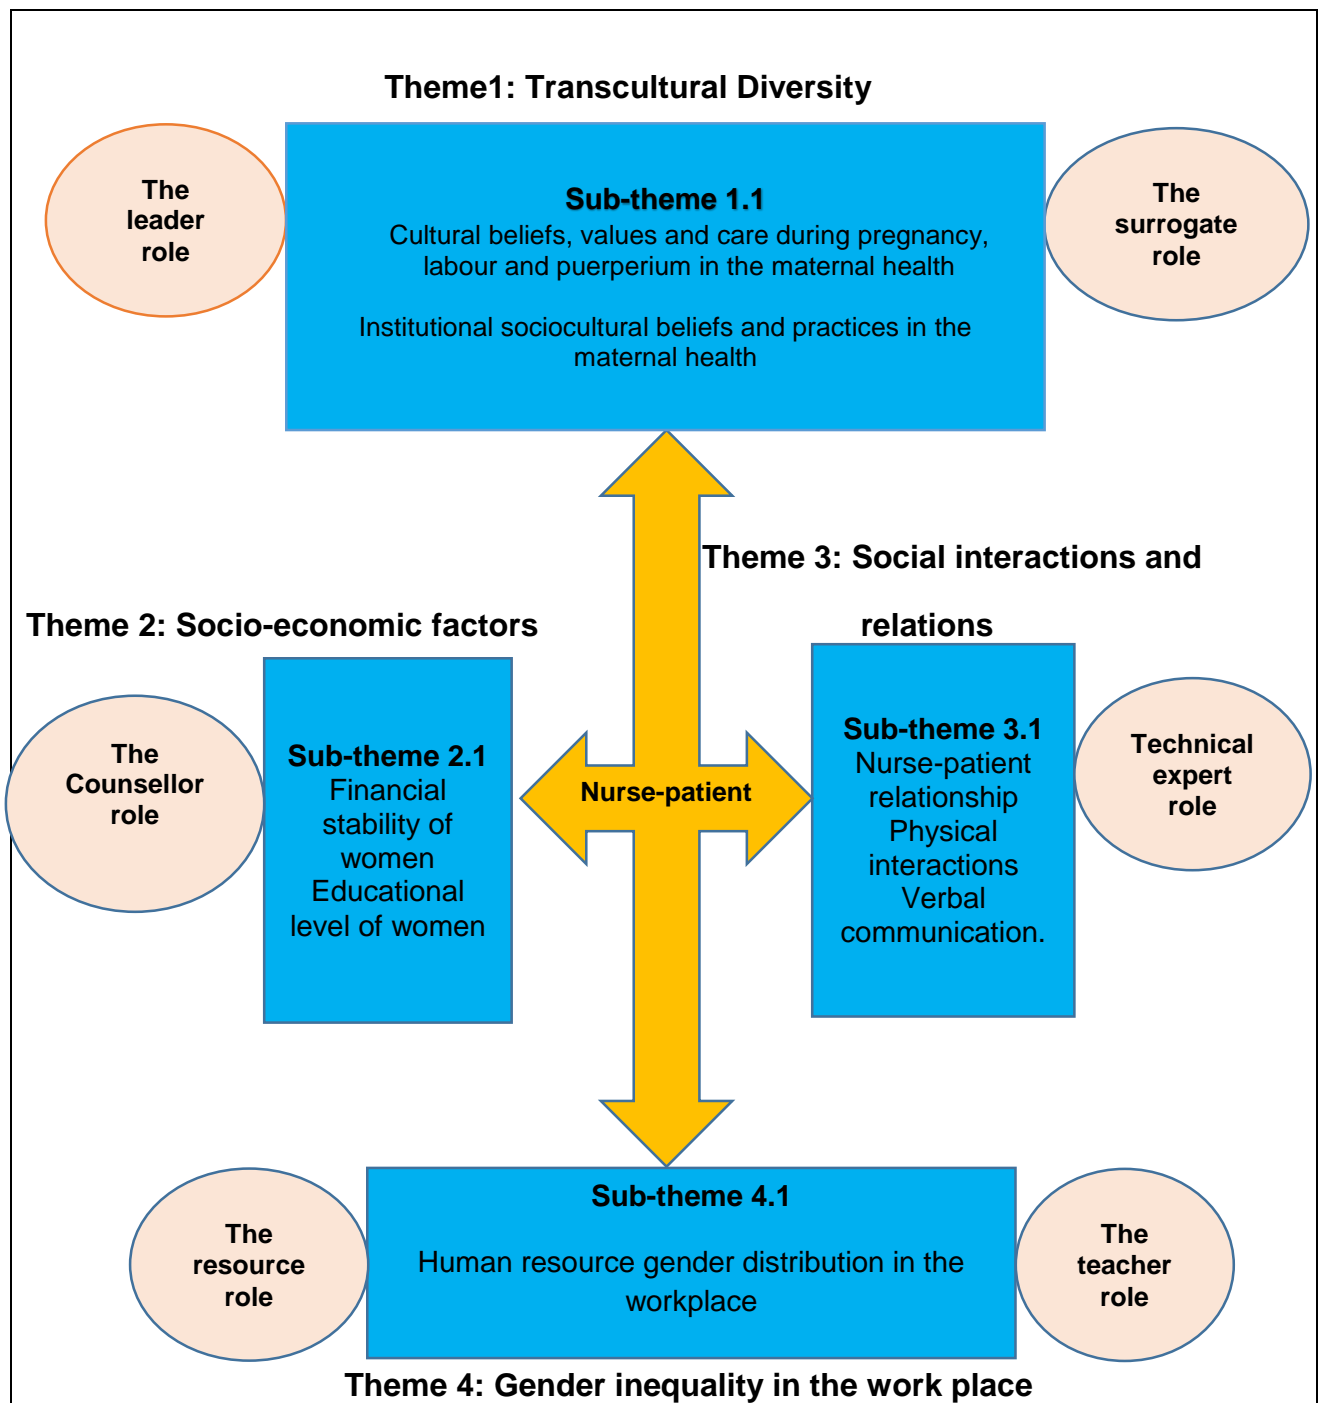 Theme1: Transcultural Diversity
The
leader
role
Sub-theme 1.1
Cultural beliefs, values and care during pregnancy,
labour and puerperium in the maternal health
Institutional sociocultural beliefs and practices in the
maternal health
The
surrogate
role
Theme 3: Social interactions and
relations
Theme 2: Socio-economic factors
The
Counsellor
role
Sub-theme 2.1
Financial
stability of
women
Educational
level of women
Nurse-patient
Sub-theme 3.1
Nurse-patient
relationship
Physical
interactions
Verbal
communication.
Technical
expert
role
The
resource
role
Sub-theme 4.1
Human resource gender distribution in the
workplace
The
teacher
role
Theme 4: Gender inequality in the work place